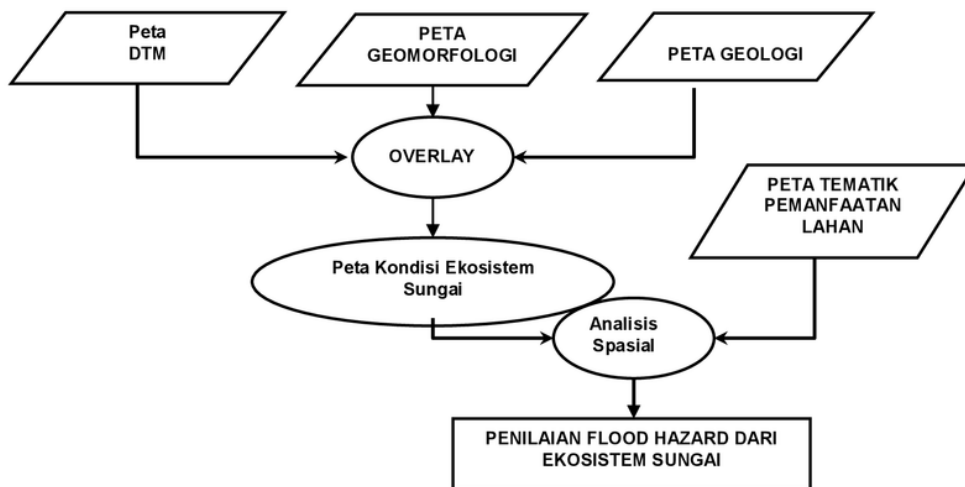 Peta
DTM
PETA
GEOMORFOLOGI
PETA GEOLOGI
OVERLAY
PETA TEMATIK
PEMANFAATAN
LAHAN
Peta Kondisi Ekosistem
Sungai
Analisis
Spasial
PENILAIAN FLOOD HAZARD DARI
EKOSISTEM SUNGAI